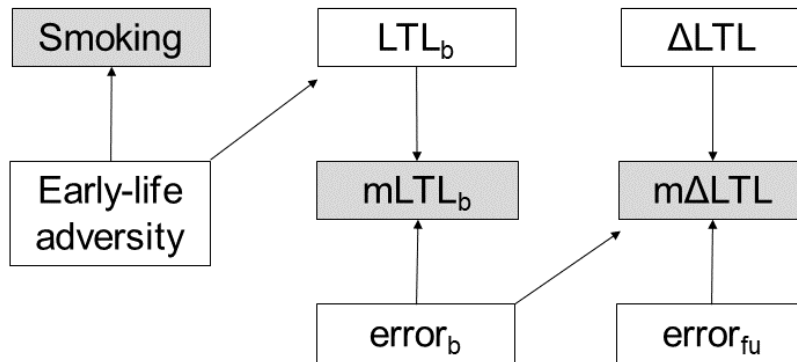 Smoking
LTLb
ΔLTL
Early-life
adversity
mLTLb
mΔLTL
errorb
errorfu